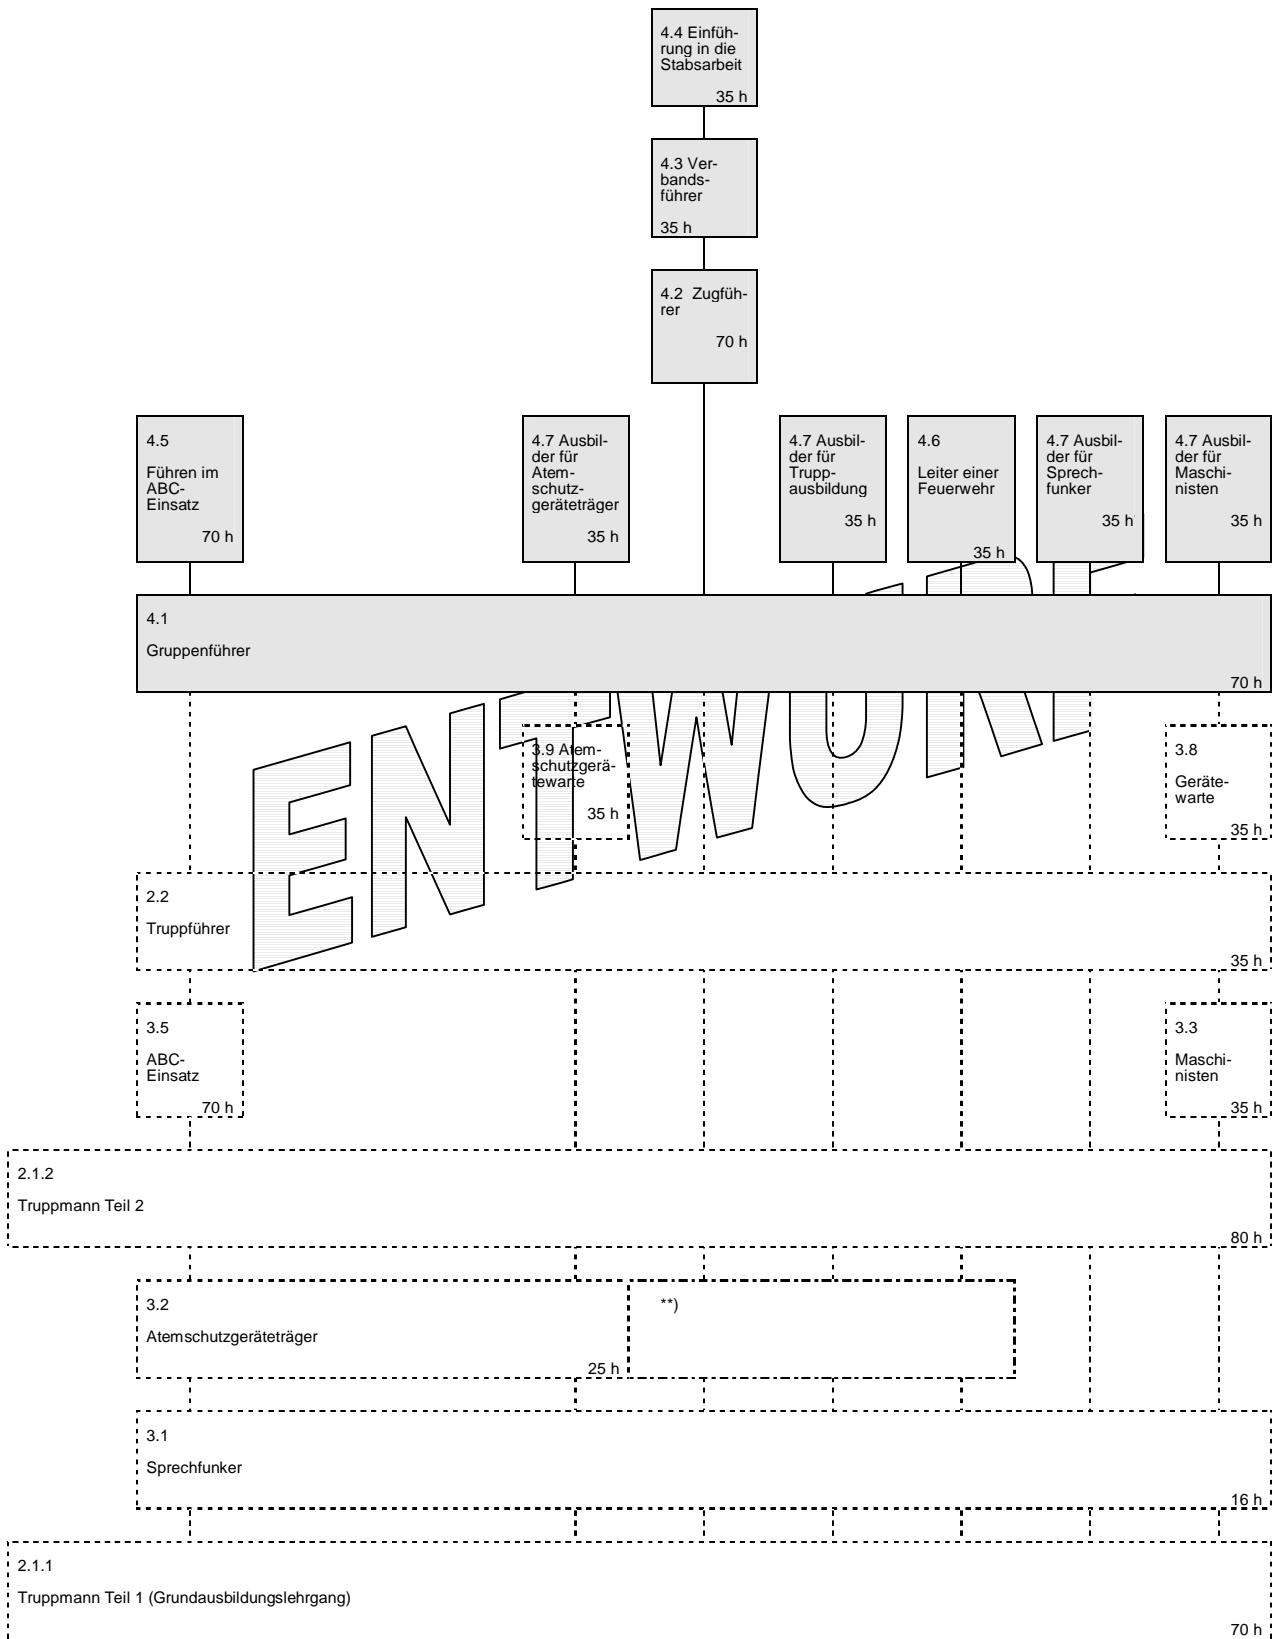 4.4 Einfüh-
rung in die
Stabsarbeit
35 h
4.3 Ver-
bands-
führer
35 h
4.2 Zugfüh-
rer
70 h
4.5
Führen im
ABC-
Einsatz
70 h
4.7 Ausbil-
der für
Atem-
schutz-
geräteträger
35 h
4.7 Ausbil-
der für
Trupp-
ausbildung
35 h
4.6
Leiter einer
Feuerwehr
35 h
4.7 Ausbil-
der für
Sprech-
funker
35 h
4.7 Ausbil-
der für
Maschi-
nisten
35 h
4.1
Gruppenführer
70 h
ENTWURF
3.9 Atem-
schutzgerä-
tewarte
35 h
3.8
Geräte-
warte
35 h
2.2
Truppführer
35 h
3.5
ABC-
Einsatz
70 h
3.3
Maschi-
nisten
35 h
2.1.2
Truppmann Teil 2
80 h
3.2
Atemschutzgeräteträger
25 h
**)
3.1
Sprechfunker
16 h
2.1.1
Truppmann Teil 1 (Grundausbildungslehrgang)
70 h